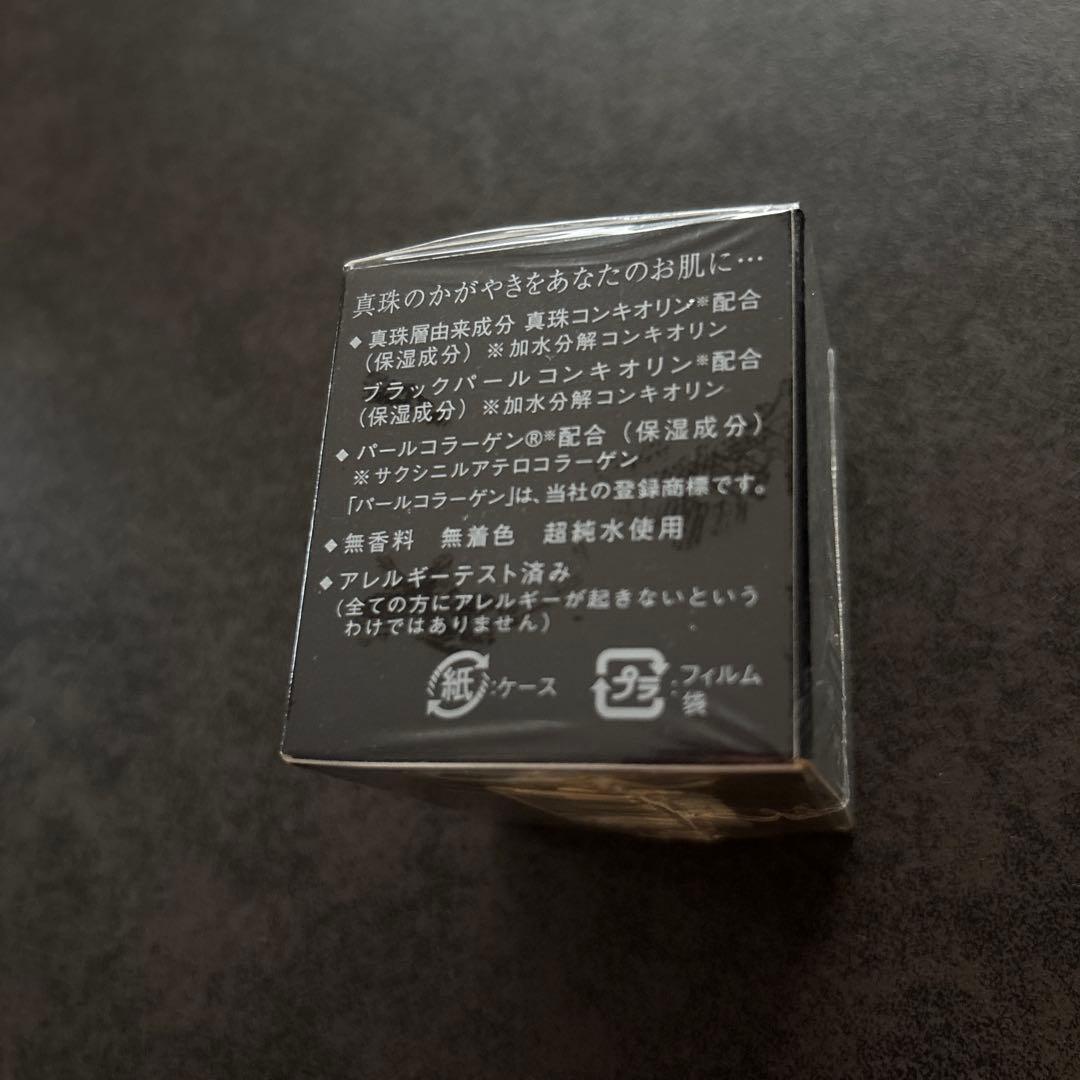 真珠のかがやきをあなたのお肌に…
◆真珠層由来成分 真珠コンキオリン※配合
(保湿成分)※加水分解コンキオリン
ブラックパールコンキオリン※配合
(保湿成分)※加水分解コンキオリン
◆パールコラーゲン®※配合(保湿成分)
※サクシニルアテロコラーゲン
「パールコラーゲン」は、当社の登録商標です。
◆無香料 無着色 超純水使用
◆アレルギーテスト済み
(全ての方にアレルギーが起きないという
わけではありません)
紙:ケース
プラ:フィルム
袋